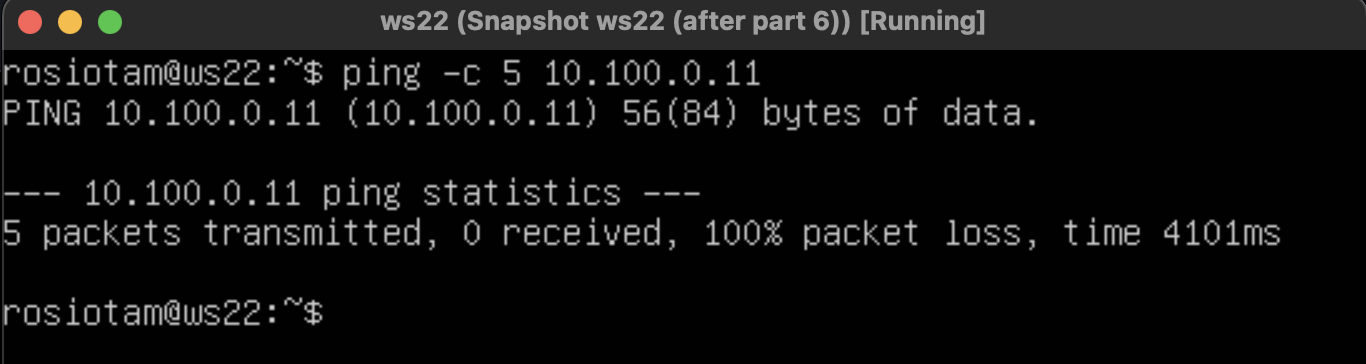 ws22 (Snapshot ws22 (after part 6)) [Running]
rosiotam@ws22:~$ ping -c 5 10.100.0.11
PING 10.100.0.11 (10.100.0.11) 56(84) bytes of data.
--- 10.100.0.11 ping statistics ---
5 packets transmitted, 0 received, 100% packet loss, time 4101ms
rosiotam@ws22:~$